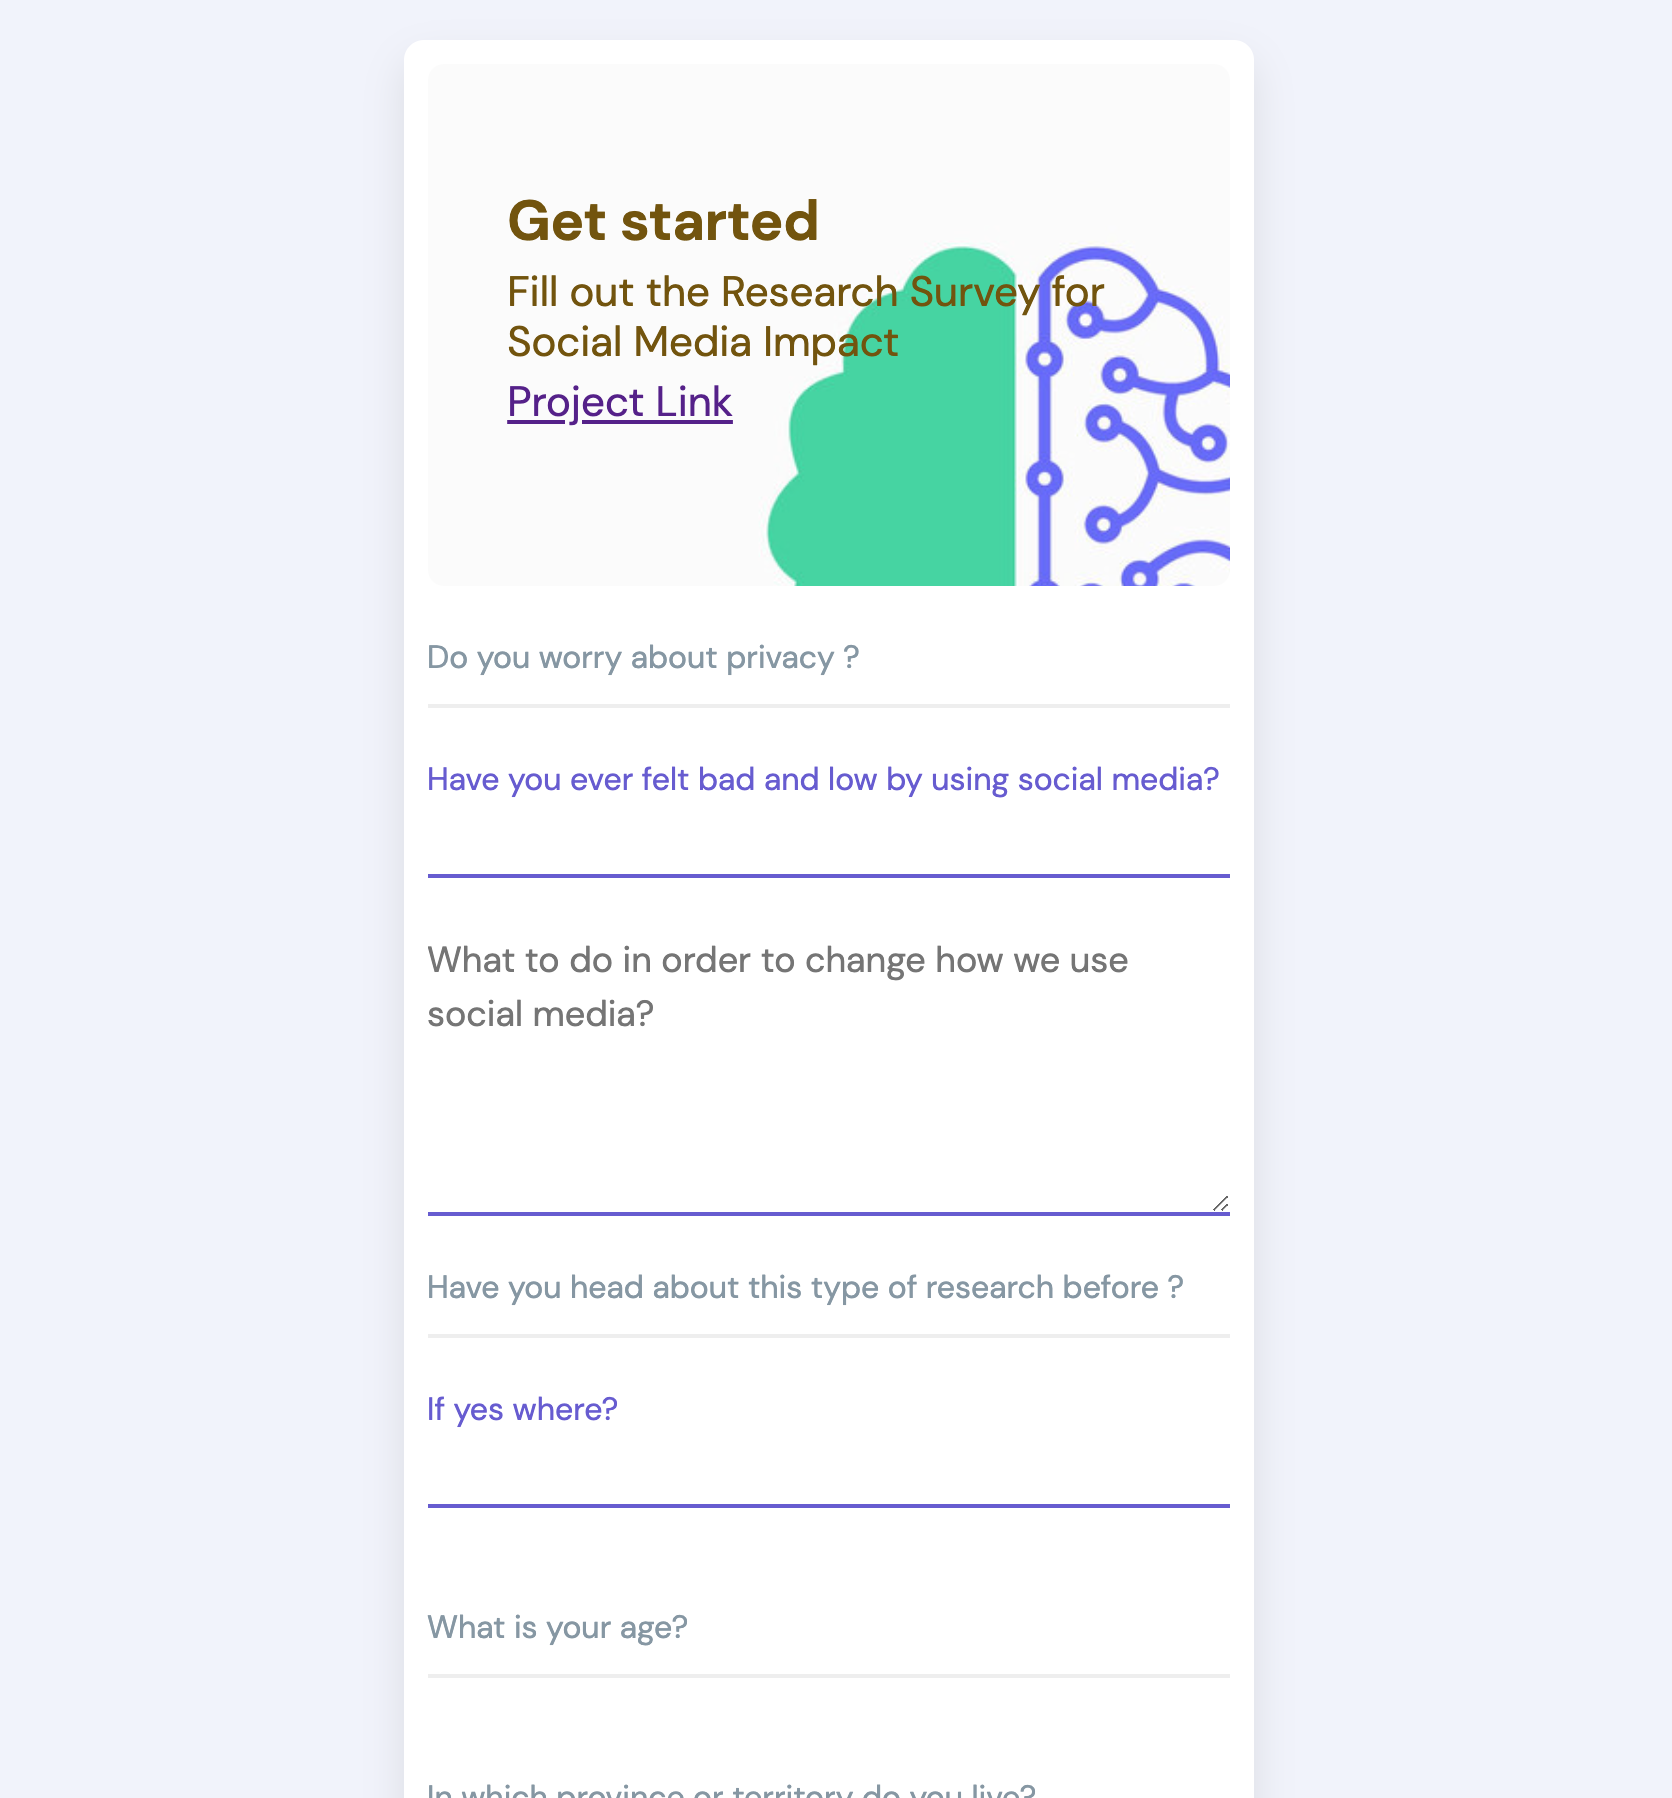 Get started
Fill out the Research Survey for
Social Media Impact
Project Link
Do you worry about privacy ?
Have you ever felt bad and low by using social media?
What to do in order to change how we use
social media?
Have you head about this type of research before ?
If yes where?
What is your age?
In which province or territory do you live?